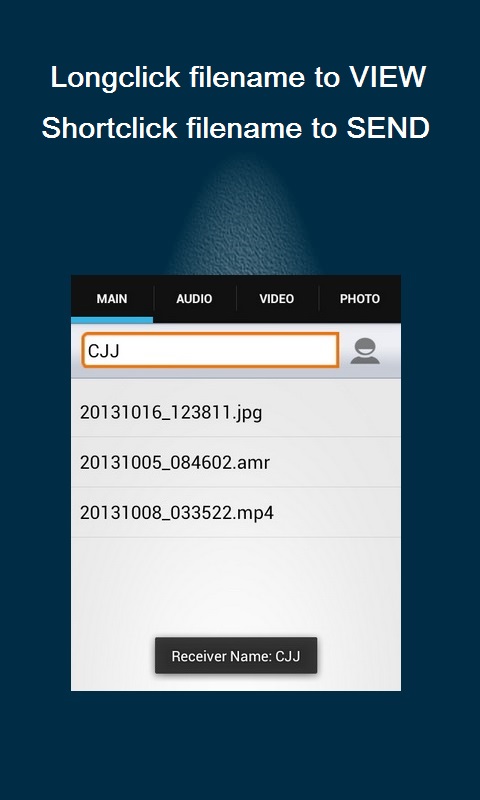 Longclick filename to VIEW
Shortclick filename to SEND
MAIN AUDIO VIDEO PHOTO
CJJ
20131016_123811.jpg
20131005_084602.amr
20131008_033522.mp4
Receiver Name: CJJ